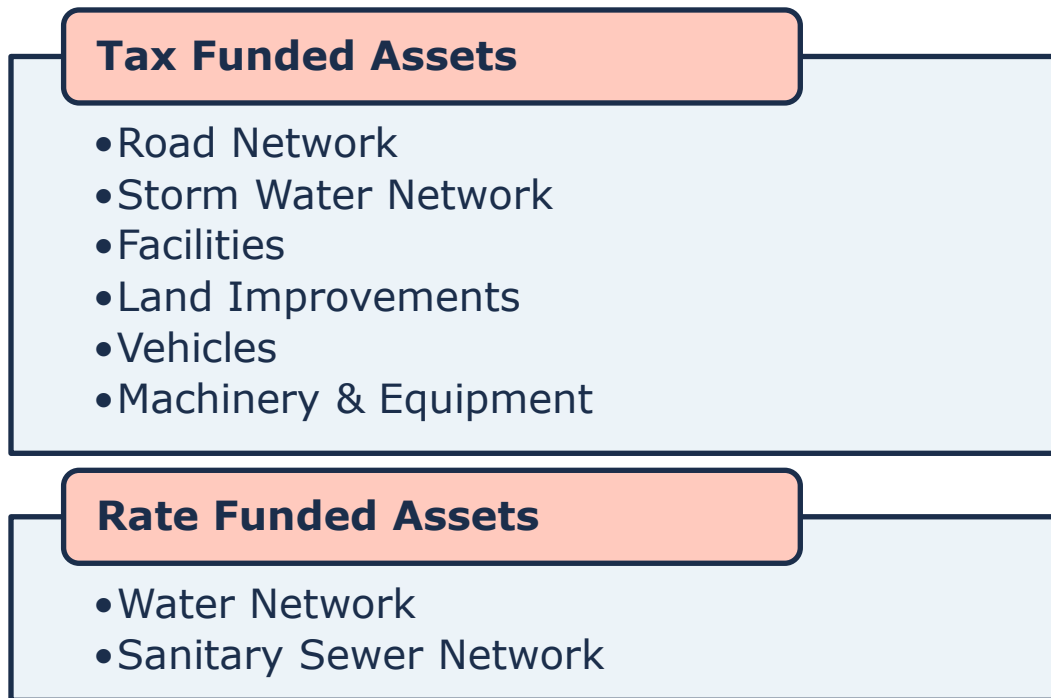 Tax Funded Assets
•Road Network
•Storm Water Network
•Facilities
•Land Improvements
•Vehicles
•Machinery & Equipment
Rate Funded Assets
•Water Network
•Sanitary Sewer Network